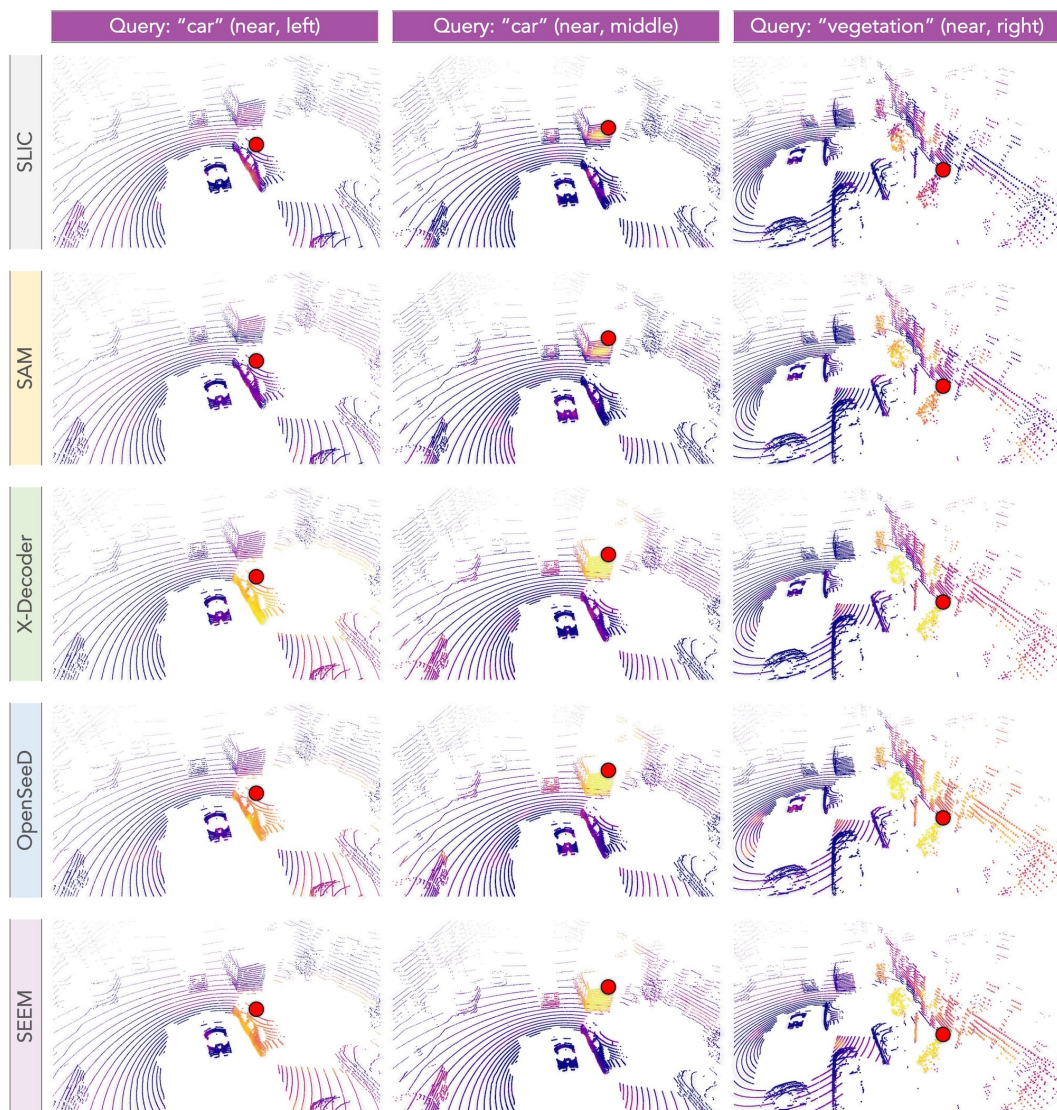 Query: “car” (near, left)
Query: “car” (near, middle)
Query: “vegetation” (near, right)
SLIC
SAM
X-Decoder
OpenSeeD
SEEM